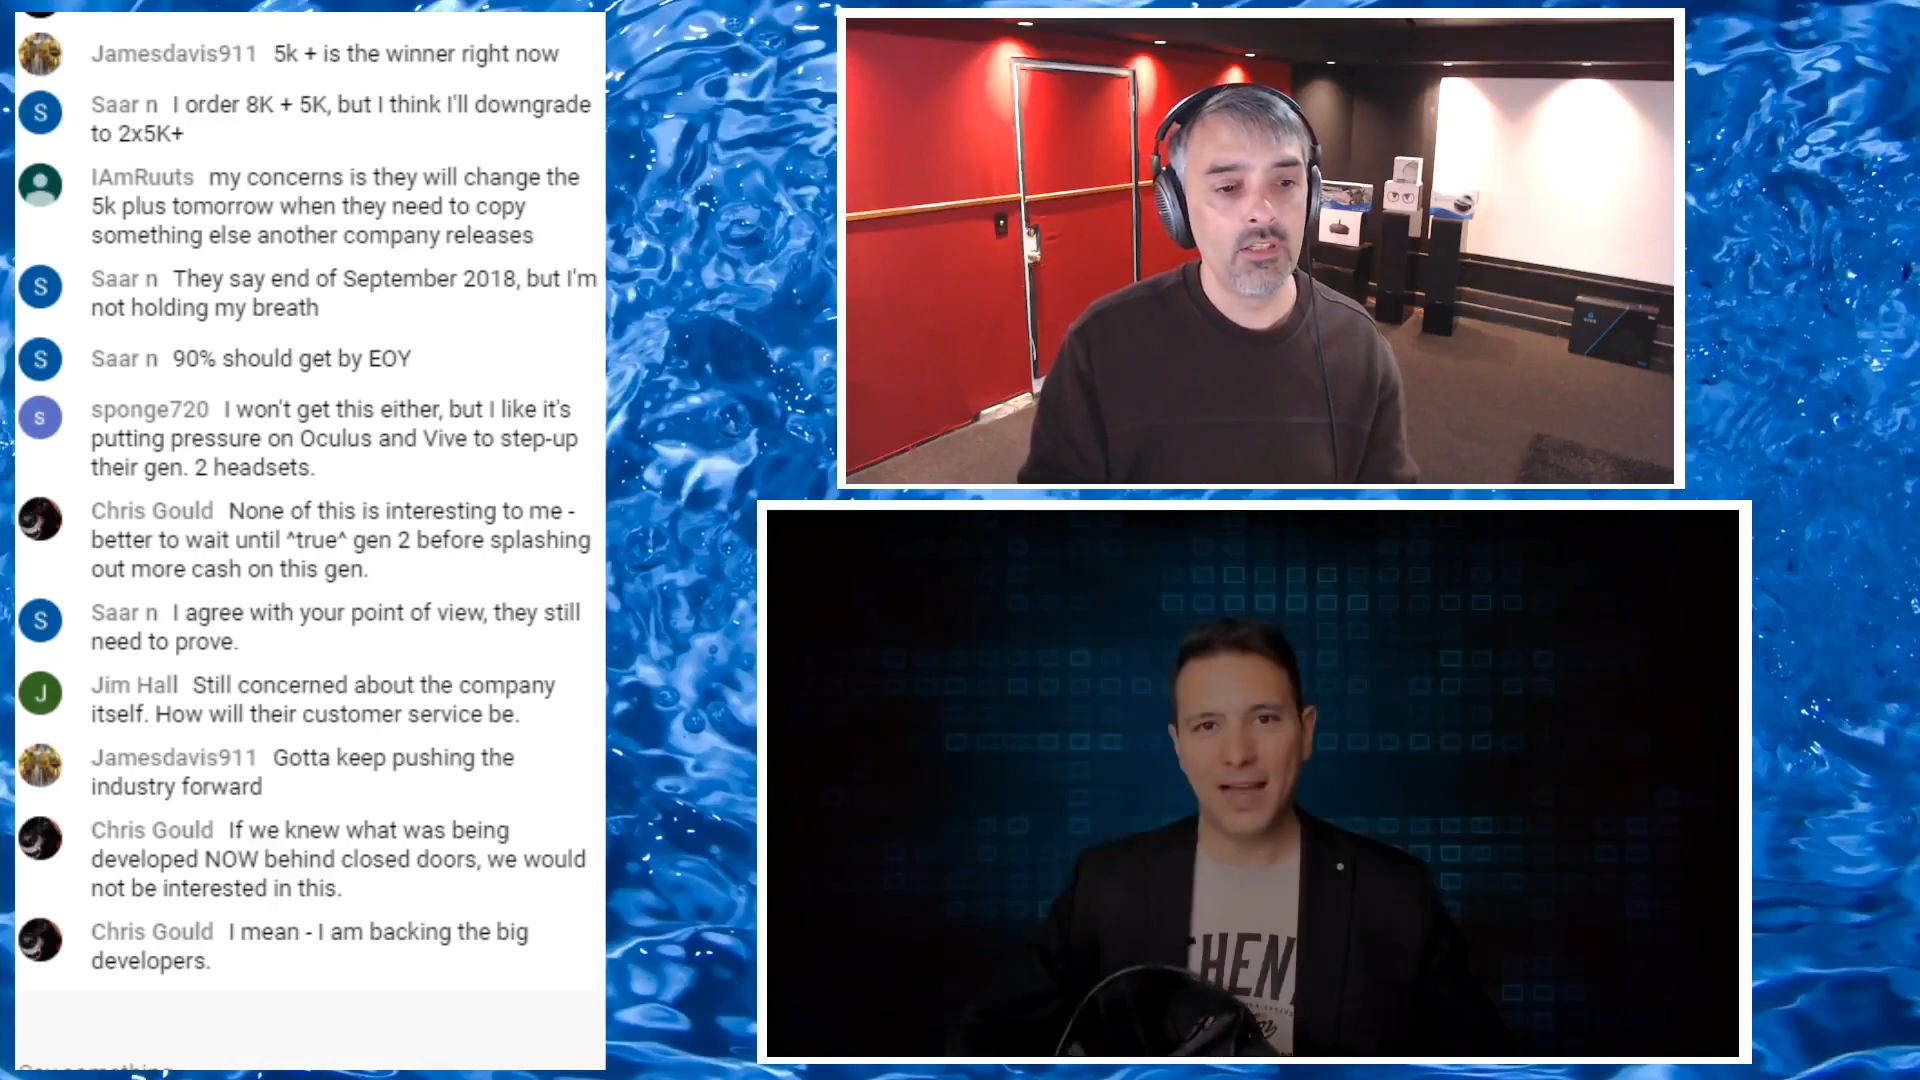 Jamesdavis911 5k + is the winner right now
S Saar n I order 8K + 5K, but I think I'll downgrade
to 2x5K+
IAmRuuts my concerns is they will change the
5k plus tomorrow when they need to copy
something else another company releases
S Saar n They say end of September 2018, but I'm
not holding my breath
S Saar n 90% should get by EOY
s sponge720 I won't get this either, but I like it's
putting pressure on Oculus and Vive to step-up
their gen. 2 headsets.
Chris Gould None of this is interesting to me -
better to wait until ^true^ gen 2 before splashing
out more cash on this gen.
S Saar n I agree with your point of view, they still
need to prove.
J Jim Hall Still concerned about the company
itself. How will their customer service be.
Jamesdavis911 Gotta keep pushing the
industry forward
Chris Gould If we knew what was being
developed NOW behind closed doors, we would
not be interested in this.
Chris Gould I mean - I am backing the big
developers.
Say something
HEN